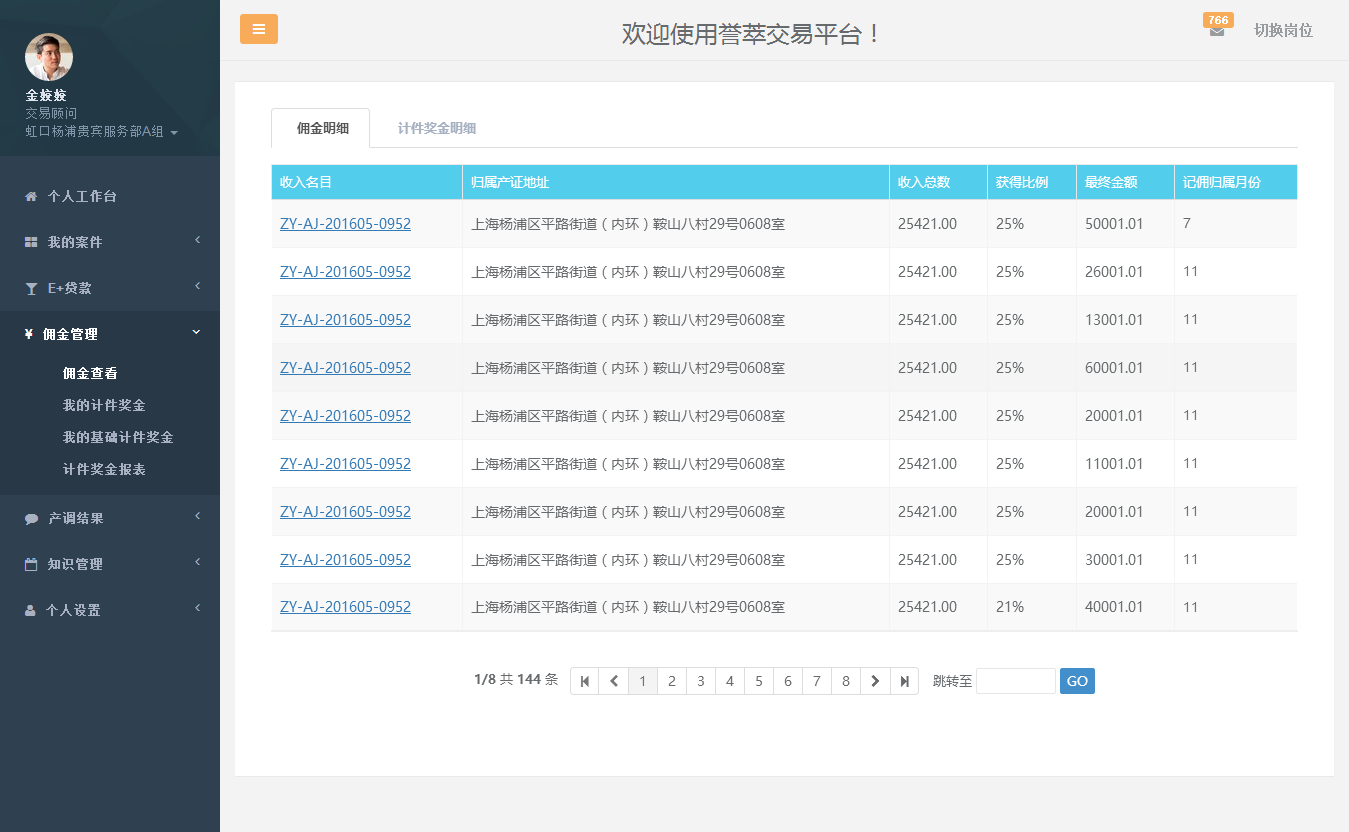 金姣姣
交易顾问
虹口杨浦贵宾服务部A组
个人工作台
我的案件
E+贷款
¥ 佣金管理
佣金查看
我的计件奖金
我的基础计件奖金
计件奖金报表
产调结果
知识管理
个人设置
欢迎使用誉萃交易平台！
766
切换岗位
佣金明细 计件奖金明细
收入名目 归属产证地址 收入总数 获得比例 最终金额 记佣归属月份
ZY-AJ-201605-0952 上海杨浦区平路街道（内环）鞍山八村29号0608室 25421.00 25% 50001.01 7
ZY-AJ-201605-0952 上海杨浦区平路街道（内环）鞍山八村29号0608室 25421.00 25% 26001.01 11
ZY-AJ-201605-0952 上海杨浦区平路街道（内环）鞍山八村29号0608室 25421.00 25% 13001.01 11
ZY-AJ-201605-0952 上海杨浦区平路街道（内环）鞍山八村29号0608室 25421.00 25% 60001.01 11
ZY-AJ-201605-0952 上海杨浦区平路街道（内环）鞍山八村29号0608室 25421.00 25% 20001.01 11
ZY-AJ-201605-0952 上海杨浦区平路街道（内环）鞍山八村29号0608室 25421.00 25% 11001.01 11
ZY-AJ-201605-0952 上海杨浦区平路街道（内环）鞍山八村29号0608室 25421.00 25% 20001.01 11
ZY-AJ-201605-0952 上海杨浦区平路街道（内环）鞍山八村29号0608室 25421.00 25% 30001.01 11
ZY-AJ-201605-0952 上海杨浦区平路街道（内环）鞍山八村29号0608室 25421.00 21% 40001.01 11
1/8 共 144 条 1 2 3 4 5 6 7 8 跳转至 GO